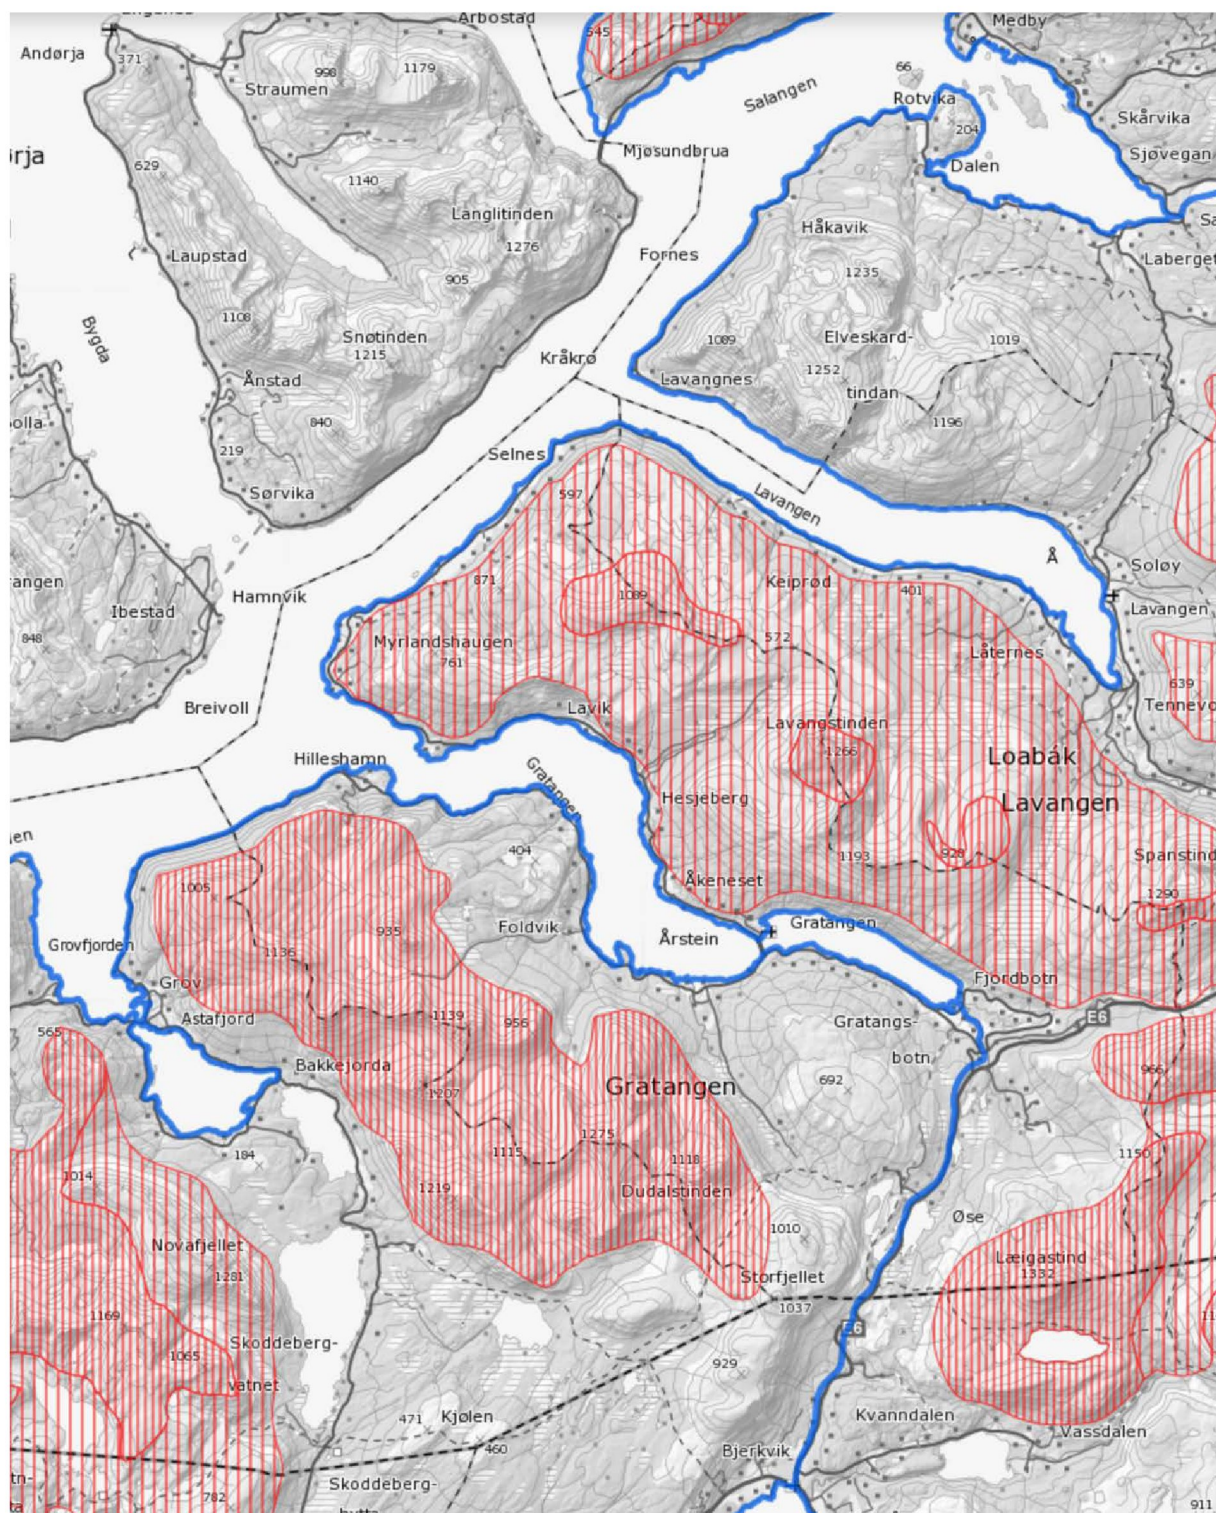 Andørja
371
Straumen
998
1179
Arbostad
545
Salangen
Medby
66
Rotvika
204
Skårvika
Mjøsundbrua
Dalen
Sjøvegan
629
1140
Langlitinden
1276
Laupstad
905
Fornes
Håkavik
1235
Laberget
1108
Bygda
Snøtinden
1215
Kråkrø
1089
Elveskard-
1019
Ånstad
Lavangnes
1252
tindan
840
1196
219
Selnes
Sørvika
597
Lavangen
Å
Soløy
871
Keiprød
401
Ibestad
Hamnvik
1089
Lavangen
848
Myrlandshaugen
572
Låternes
761
639
Breivoll
Lavik
Lavangstinden
Tennevo
1266
Loabák
Hilleshamn
Gratangen
Hesjeberg
Lavangen
404
1193
928
Spanstind
1005
Åkeneset
1290
Foldvik
Gratangen
935
Årstein
Grovfjorden
1136
Grov
Fjordbotn
Astafjord
1139
956
Gratangs-
E6
565
botn
Bakkejorda
Gratangen
692
966
1207
1275
184
1115
1118
1150
1014
1219
Dudalstinden
1010
Øse
Novafjellet
Læigastind
1281
Storfjellet
1332
1169
1037
Skoddeberg-
E6
1065
929
vatnet
471
Kjølen
Kvanndalen
460
Bjerkvik
Vassdalen
Skoddeberg-
782
911